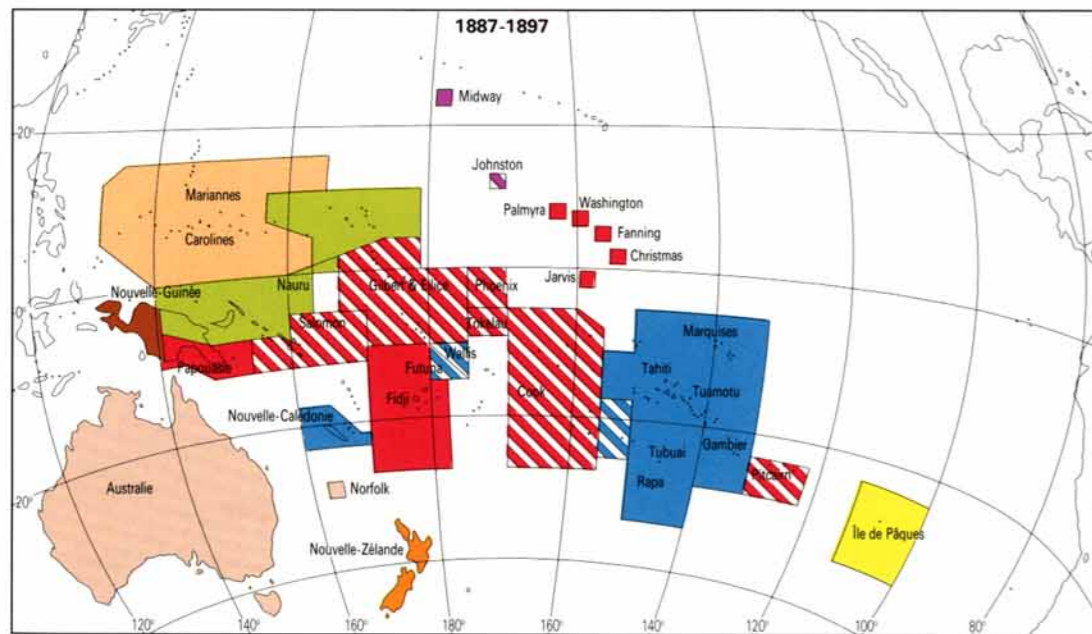 1887-1897
Midway
20°
Johnston
Mariannes
Palmyra
Washington
Carolines
Fanning
Christmas
Jarvis
Nouvelle-Guinée
Nauru
Gilbert & Ellice
Phoenix
0°
Salomon
Tokelau
Marquises
Papouasie
Futuna
Wallis
Tahiti
Cook
Fidji
Tuamotu
Nouvelle-Calédonie
Tubuai
Gambier
Rapa
Pitcairn
Australie
Norfolk
20°
Nouvelle-Zélande
Île de Pâques
120°
140°
160°
180°
160°
140°
120°
100°
80°